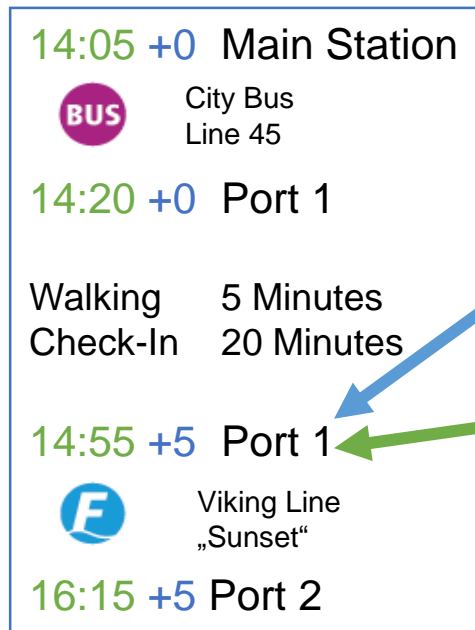 14:05 +0 Main Station
BUS City Bus
Line 45
14:20 +0 Port 1
Walking 5 Minutes
Check-In 20 Minutes
14:55 +5 Port 1
F Viking Line
„Sunset“
16:15 +5 Port 2